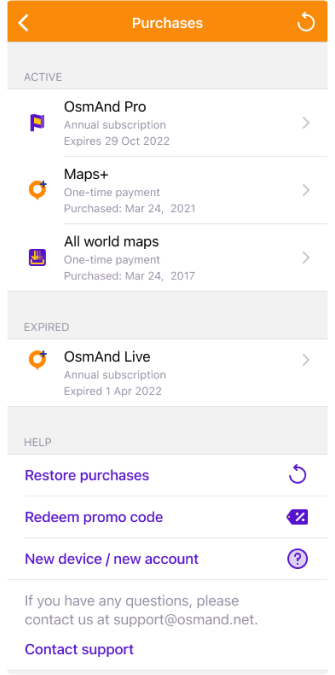 Purchases
ACTIVE
OsmAnd Pro
Annual subscription
Expires 29 Oct 2022
Maps+
One-time payment
Purchased: Mar 24, 2021
All world maps
One-time payment
Purchased: Mar 24, 2017
EXPIRED
OsmAnd Live
Annual subscription
Expired 1 Apr 2022
HELP
Restore purchases
Redeem promo code
New device / new account
If you have any questions, please
contact us at support@osmand.net.
Contact support